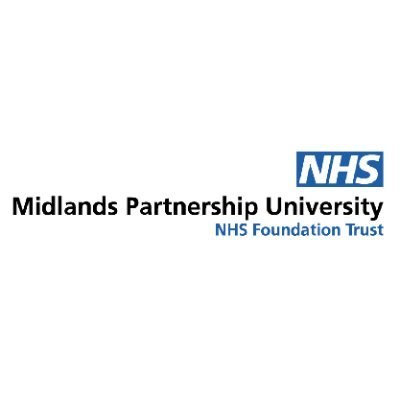 NHS
Midlands Partnership University
NHS Foundation Trust